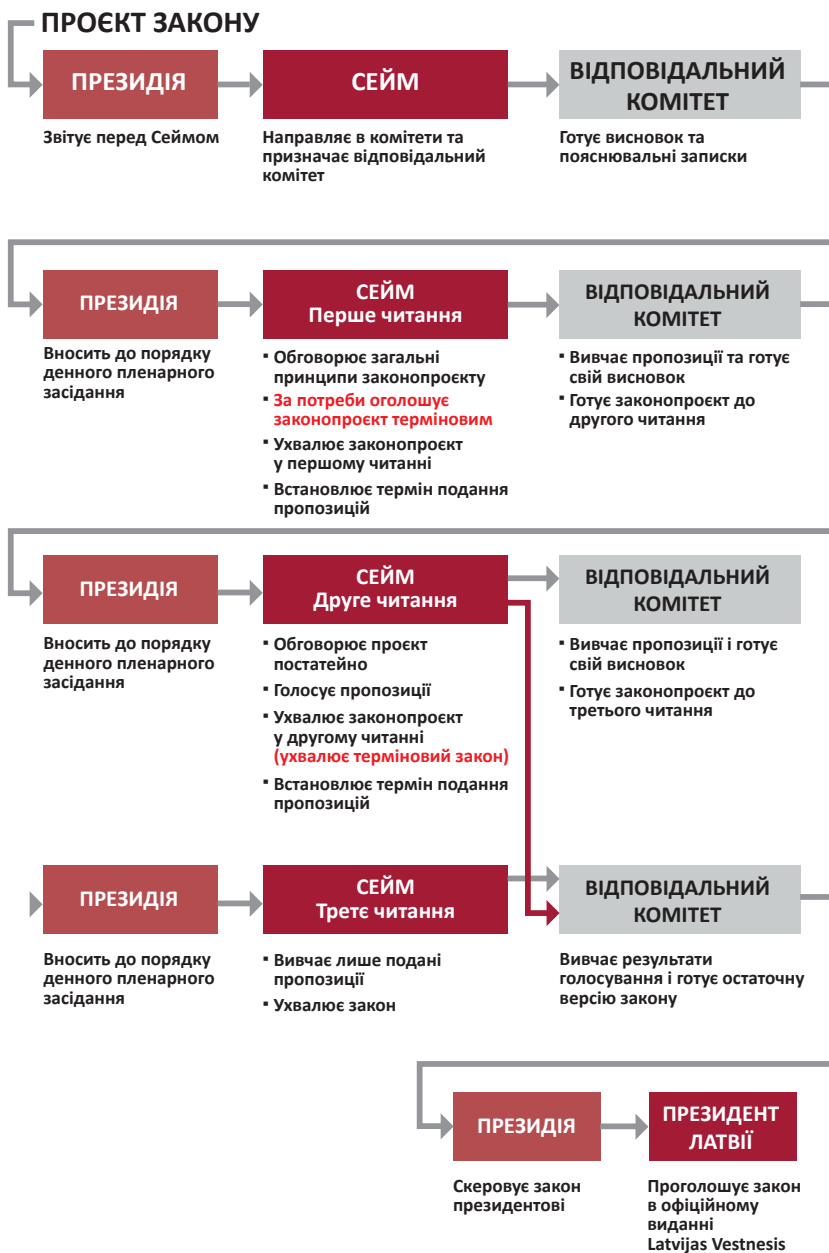 ПРОЄКТ ЗАКОНУ
ПРЕЗИДІЯ
Звітує перед Сеймом
СЕЙМ
Направляє в комітети та
призначає відповідальний
комітет
ВІДПОВІДАЛЬНИЙ
КОМІТЕТ
Готує висновок та
пояснювальні записки
ПРЕЗИДІЯ
Вносить до порядку
денного пленарного
засідання
СЕЙМ
Перше читання
▪ Обговорює загальні
принципи законопроєкту
▪ За потреби оголошує
законопроєкт терміновим
▪ Ухвалює законопроєкт
у першому читанні
▪ Встановлює термін подання
пропозицій
ВІДПОВІДАЛЬНИЙ
КОМІТЕТ
▪ Вивчає пропозиції та готує
свій висновок
▪ Готує законопроєкт до
другого читання
ПРЕЗИДІЯ
Вносить до порядку
денного пленарного
засідання
СЕЙМ
Друге читання
▪ Обговорює проєкт
постатейно
▪ Голосує пропозиції
▪ Ухвалює законопроєкт
у другому читанні
(ухвалює терміновий закон)
▪ Встановлює термін подання
пропозицій
ВІДПОВІДАЛЬНИЙ
КОМІТЕТ
▪ Вивчає пропозиції і готує
свій висновок
▪ Готує законопроєкт до
третього читання
ПРЕЗИДІЯ
Вносить до порядку
денного пленарного
засідання
СЕЙМ
Третє читання
▪ Вивчає лише подані
пропозиції
▪ Ухвалює закон
ВІДПОВІДАЛЬНИЙ
КОМІТЕТ
Вивчає результати
голосування і готує остаточну
версію закону
ПРЕЗИДІЯ
Скеровує закон
президентові
ПРЕЗИДЕНТ
ЛАТВІЇ
Проголошує закон
в офіційному
виданні
Latvijas Vestnesis